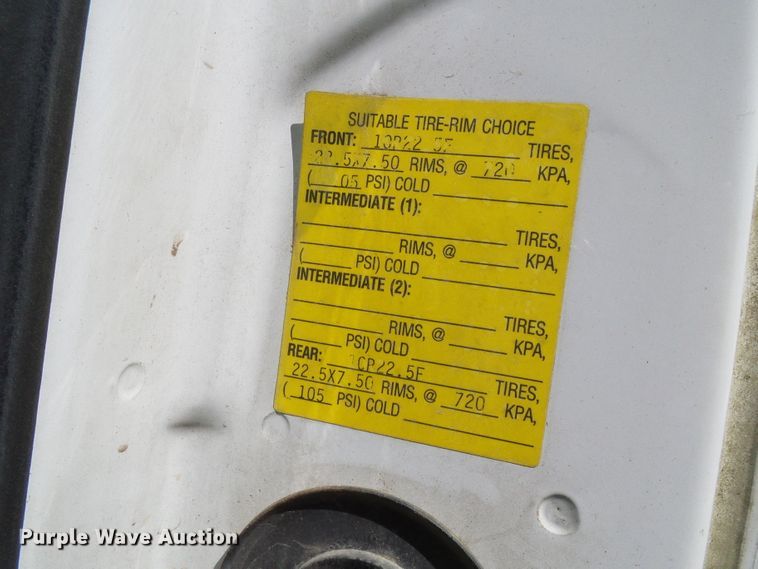 SUITABLE TIRE-RIM CHOICE
FRONT: TIRES,
22.5X7.50 RIMS, @ 720 KPA,
( 05 PSI) COLD
INTERMEDIATE (1):
TIRES,
RIMS, @ KPA,
( PSI) COLD
INTERMEDIATE (2):
TIRES,
RIMS, @ KPA,
( PSI) COLD
REAR: TIRES,
22.5X7.50 RIMS, @ 720 KPA,
( 105 PSI) COLD
Purple Wave Auction